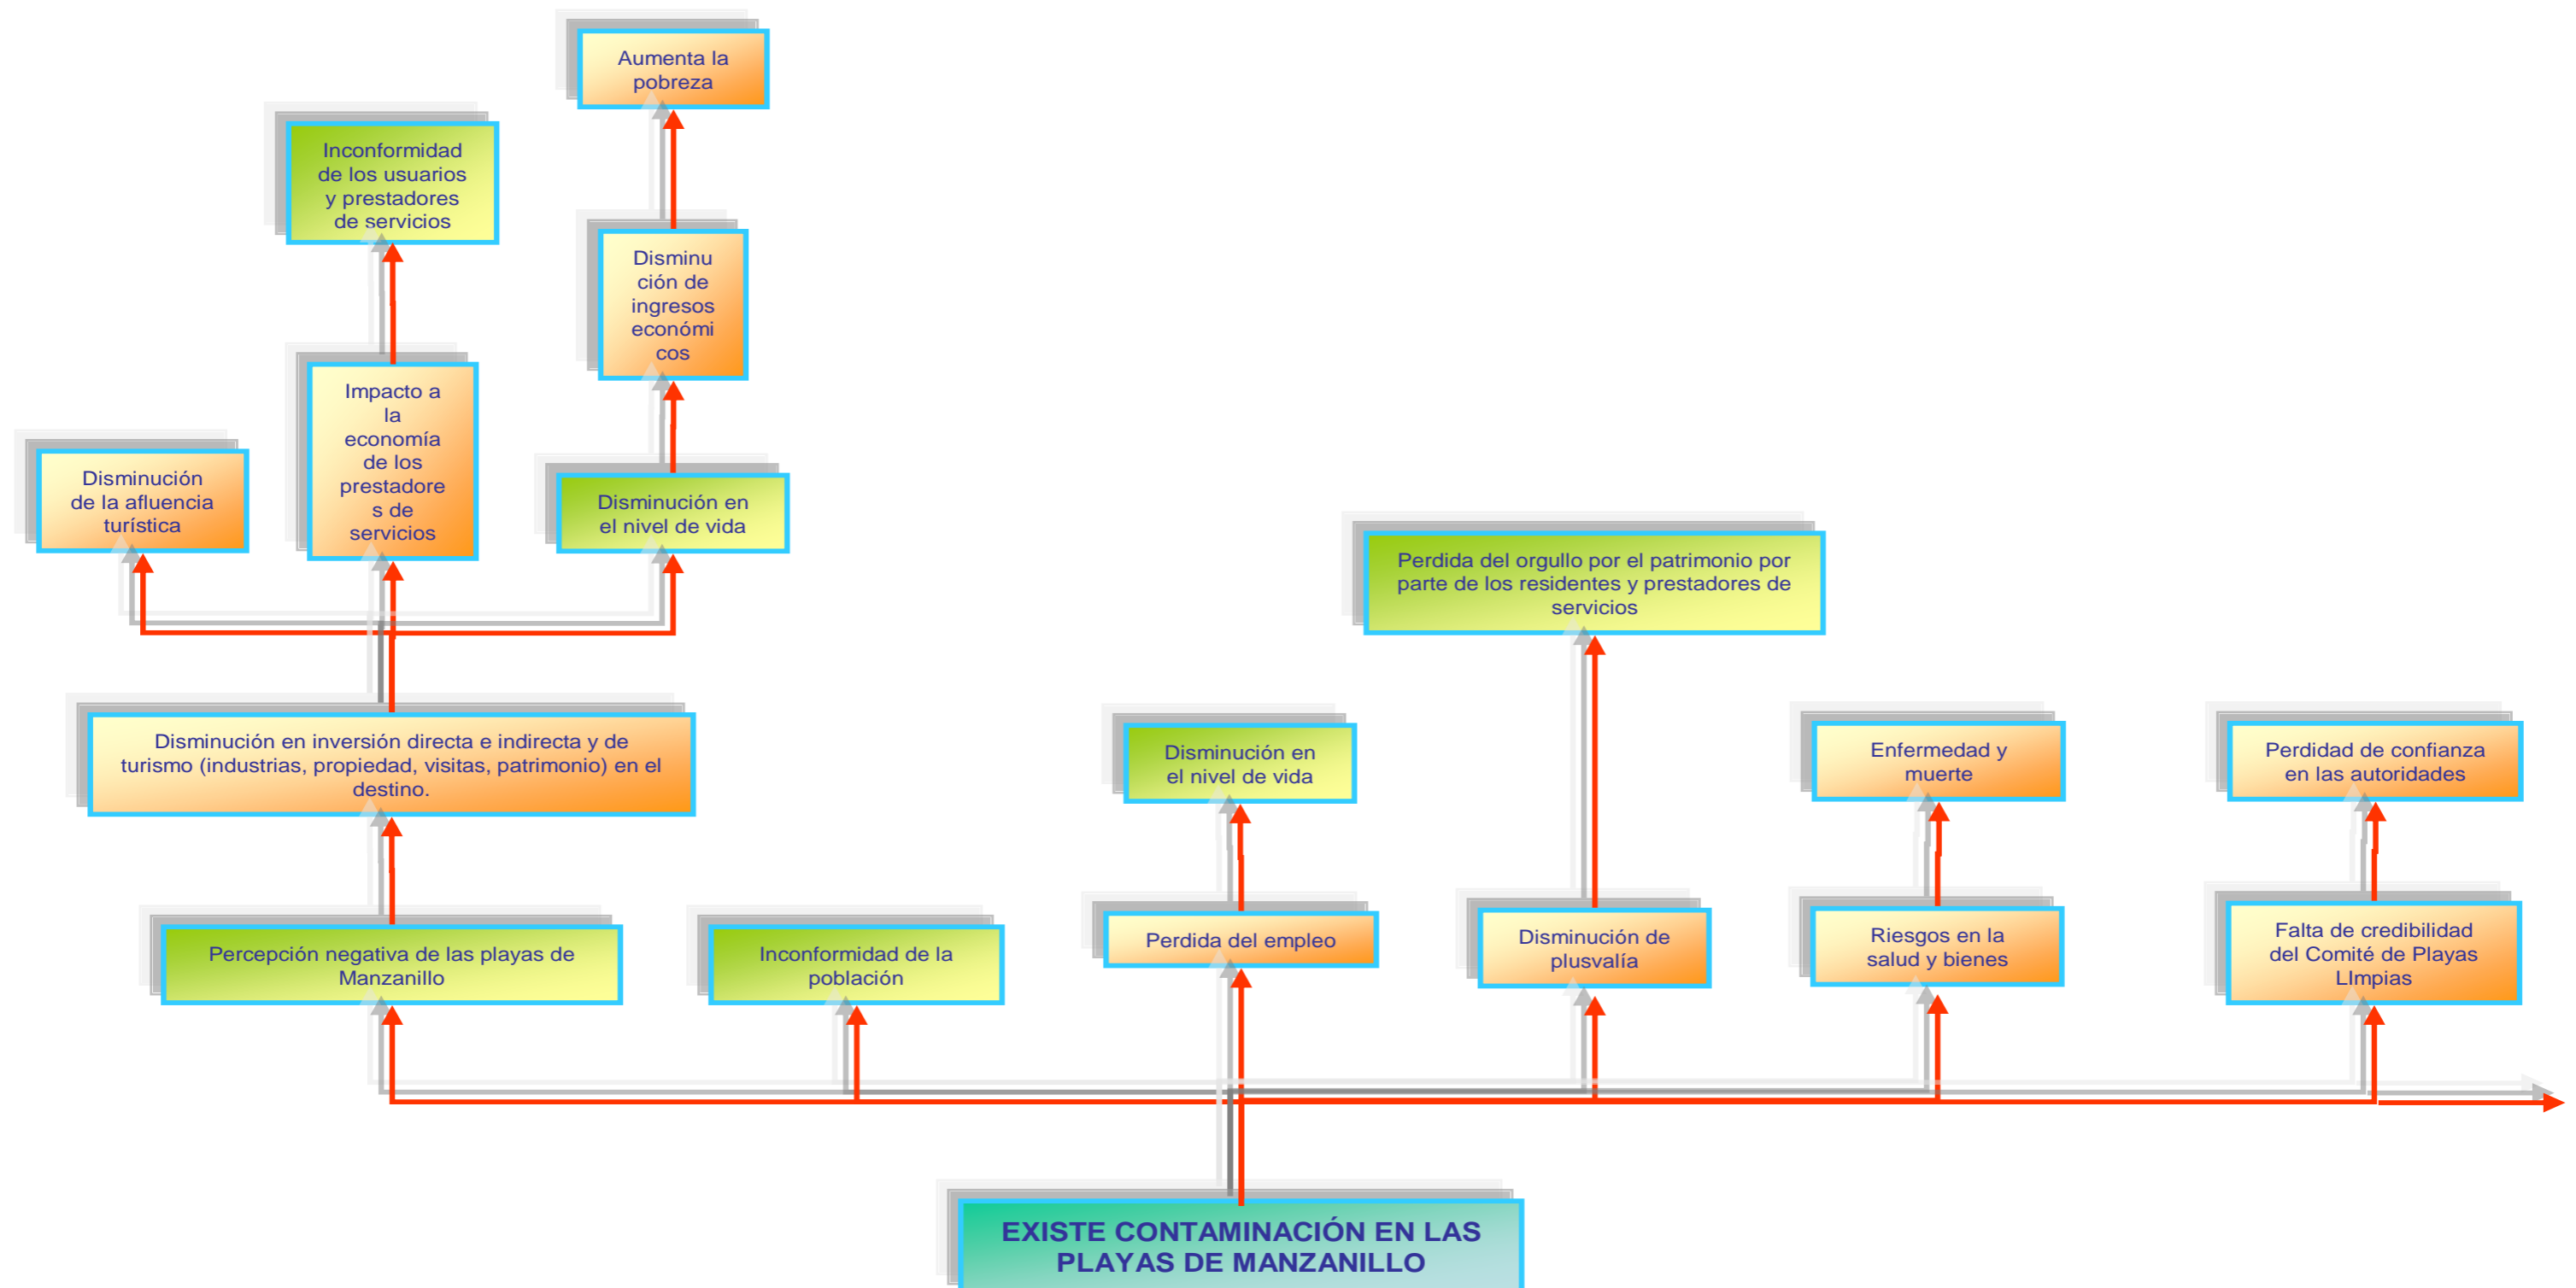 Aumenta la
pobreza
Inconformidad
de los usuarios
y prestadores
de servicios
Disminu
ción de
ingresos
económi
cos
Impacto a
la
economía
de los
prestadore
s de
servicios
Disminución
de la afluencia
turística
Disminución en
el nivel de vida
Perdida del orgullo por el patrimonio por
parte de los residentes y prestadores de
servicios
Disminución en inversión directa e indirecta y de
turismo (industrias, propiedad, visitas, patrimonio) en el
destino.
Disminución en
el nivel de vida
Enfermedad y
muerte
Perdidad de confianza
en las autoridades
Percepción negativa de las playas de
Manzanillo
Inconformidad de la
población
Perdida del empleo
Disminución de
plusvalía
Riesgos en la
salud y bienes
Falta de credibilidad
del Comité de Playas
LImpias
EXISTE CONTAMINACIÓN EN LAS
PLAYAS DE MANZANILLO